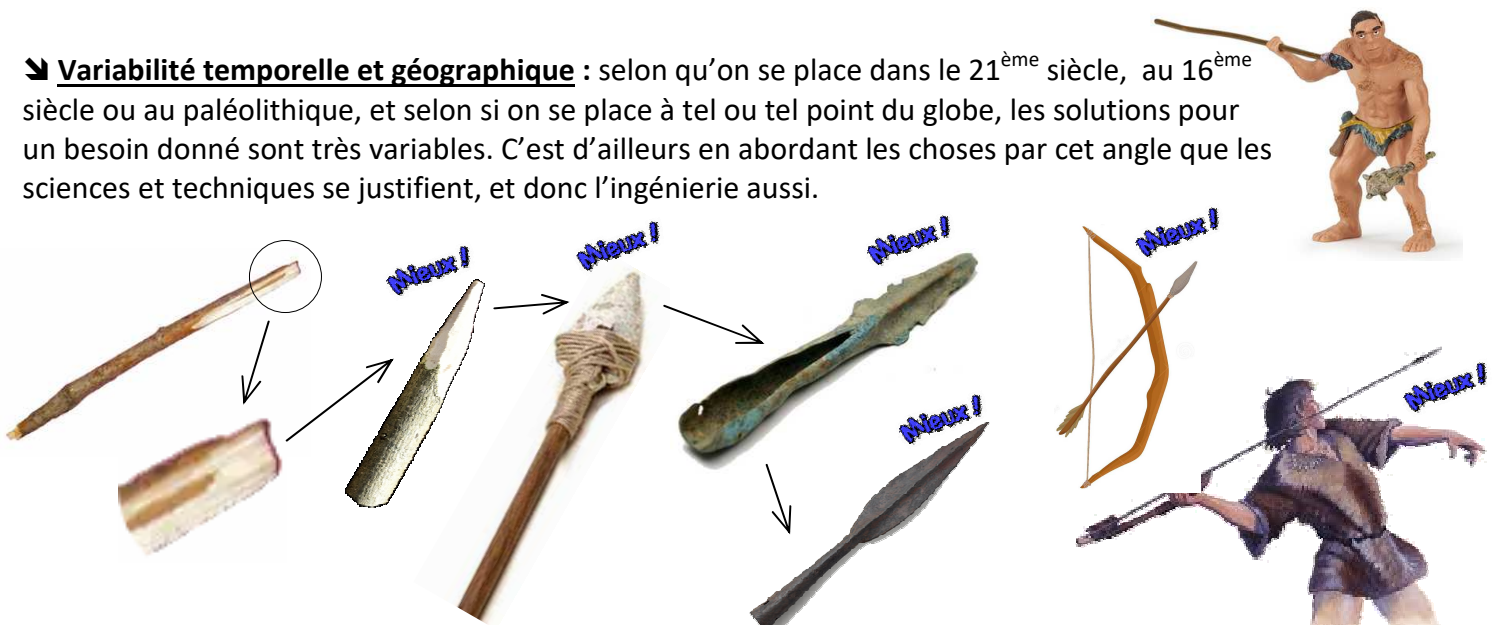 ➘ Variabilité temporelle et géographique : selon qu’on se place dans le 21ème siècle, au 16ème
siècle ou au paléolithique, et selon si on se place à tel ou tel point du globe, les solutions pour
un besoin donné sont très variables. C’est d’ailleurs en abordant les choses par cet angle que les
sciences et techniques se justifient, et donc l’ingénierie aussi.
Mieux !
Mieux !
Mieux !
Mieux !
Mieux !
Mieux !